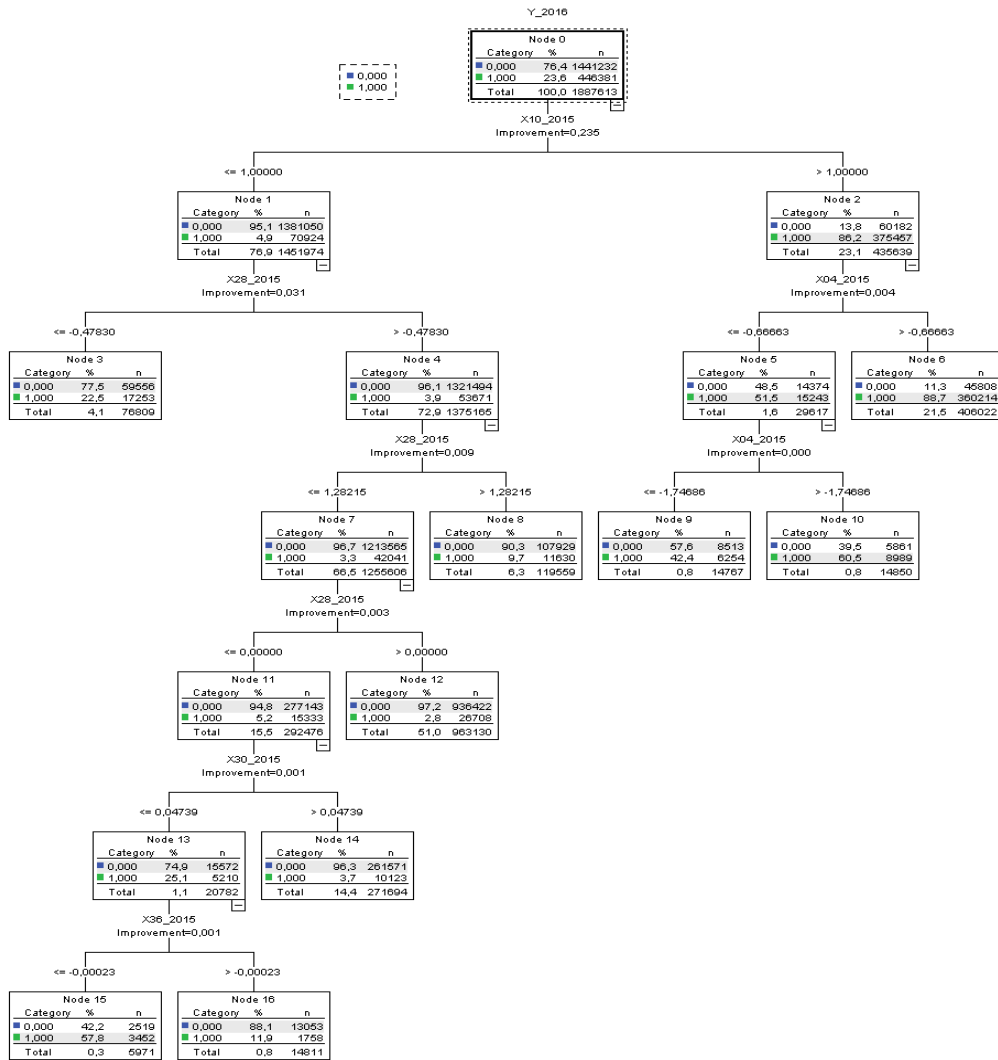 Y_2016
0,000
1,000
Node 0
Category % n
0,000 76,4 1441232
1,000 23,6 446381
Total 100,0 1887613
X10_2015
Improvement=0,235
<= 1,00000
> 1,00000
Node 1
Category % n
0,000 95,1 1381050
1,000 4,9 70924
Total 76,9 1451974
Node 2
Category % n
0,000 13,8 60182
1,000 86,2 375457
Total 23,1 435639
X28_2015
Improvement=0,031
X04_2015
Improvement=0,004
<= -0,47830
> -0,47830
<= -0,66663
> -0,66663
Node 3
Category % n
0,000 77,5 59556
1,000 22,5 17253
Total 4,1 76809
Node 4
Category % n
0,000 96,1 1321494
1,000 3,9 53671
Total 72,9 1375165
Node 5
Category % n
0,000 48,5 14374
1,000 51,5 15243
Total 1,6 29617
Node 6
Category % n
0,000 11,3 45808
1,000 88,7 360214
Total 21,5 406022
X28_2015
Improvement=0,009
X04_2015
Improvement=0,000
<= 1,28215
> 1,28215
<= -1,74686
> -1,74686
Node 7
Category % n
0,000 96,7 1213565
1,000 3,3 42041
Total 66,5 1255606
Node 8
Category % n
0,000 90,3 107929
1,000 9,7 11630
Total 6,3 119559
Node 9
Category % n
0,000 57,6 8513
1,000 42,4 6254
Total 0,8 14767
Node 10
Category % n
0,000 39,5 5861
1,000 60,5 8989
Total 0,8 14850
X28_2015
Improvement=0,003
<= 0,00000
> 0,00000
Node 11
Category % n
0,000 94,8 277143
1,000 5,2 15333
Total 15,5 292476
Node 12
Category % n
0,000 97,2 936422
1,000 2,8 26708
Total 51,0 963130
X30_2015
Improvement=0,001
<= 0,04739
> 0,04739
Node 13
Category % n
0,000 74,9 15572
1,000 25,1 5210
Total 1,1 20782
Node 14
Category % n
0,000 96,3 261571
1,000 3,7 10123
Total 14,4 271694
X36_2015
Improvement=0,001
<= -0,00023
> -0,00023
Node 15
Category % n
0,000 42,2 2519
1,000 57,8 3452
Total 0,3 5971
Node 16
Category % n
0,000 88,1 13053
1,000 11,9 1758
Total 0,8 14811